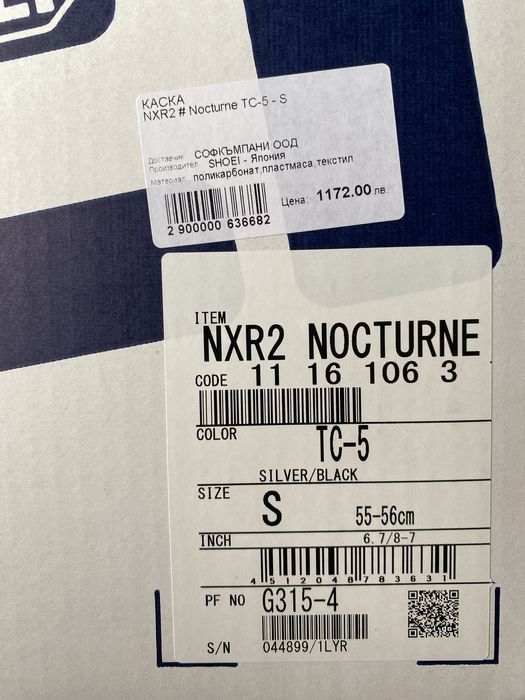 КАСКА
NXR2 # Nocturne TC-5 - S
Доставчик СОФКЪМПАНИ ООД
Производител SHOEI - Япония
Материал поликарбонат,пластмаса,текстил
Цена: 1172.00 лв.
2 900000 636682
ITEM
NXR2 NOCTURNE
CODE 11 16 106 3
COLOR TC-5
SILVER/BLACK
SIZE S 55-56cm
INCH 6.7/8-7
4 512048 783631
PF NO G315-4
S/N 044899/1LYR